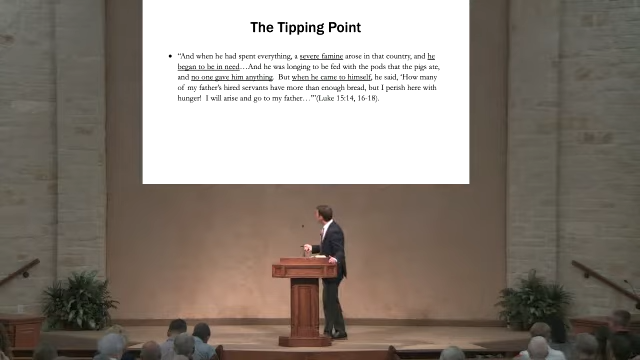 The Tipping Point
• “And when he had spent everything, a severe famine arose in that country, and he
began to be in need…And he was longing to be fed with the pods that the pigs ate,
and no one gave him anything.  But when he came to himself, he said, ‘How many
of my father’s hired servants have more than enough bread, but I perish here with
hunger!  I will arise and go to my father…’”(Luke 15:14, 16-18).